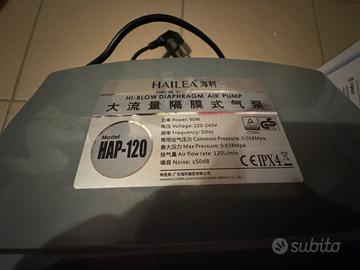 HAILEA 海利
HI-BLOW DIAPHRAGM AIR PUMP
大流量隔膜式气泵
Model
HAP-120
功率 Power: 90W
电压 Voltage: 220-240V
频率 Frequency: 50Hz
常用出气压力 Common Pressure: 0.018MPa
最大压力 Max Pressure: 0.038MPa
排气量 Air flow rate: 120L/min
噪音 Noise: ≤50dB
CE IPX4
subito